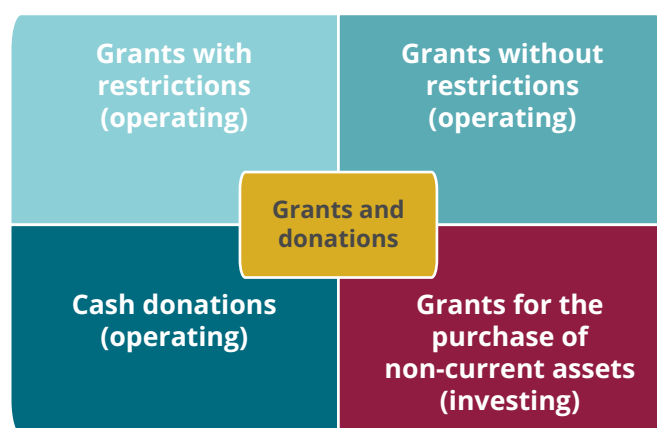 Grants with
restrictions
(operating)
Grants without
restrictions
(operating)
Grants and
donations
Cash donations
(operating)
Grants for the
purchase of
non-current assets
(investing)